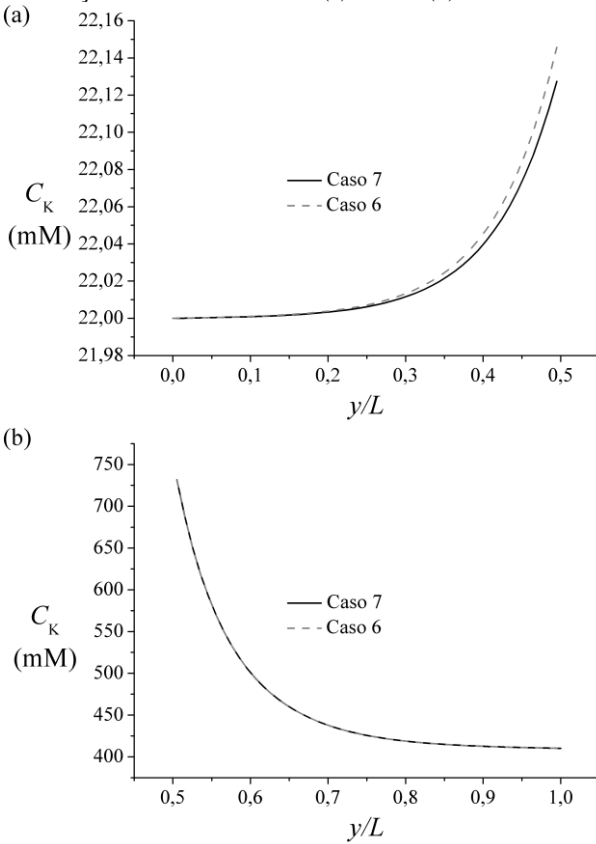 (a)
22,16
22,14
22,12
22,10
22,08
22,06
22,04
22,02
22,00
21,98
C_K
(mM)
Caso 7
Caso 6
0,0 0,1 0,2 0,3 0,4 0,5
y/L
(b)
750
700
650
600
550
500
450
400
C_K
(mM)
Caso 7
Caso 6
0,5 0,6 0,7 0,8 0,9 1,0
y/L